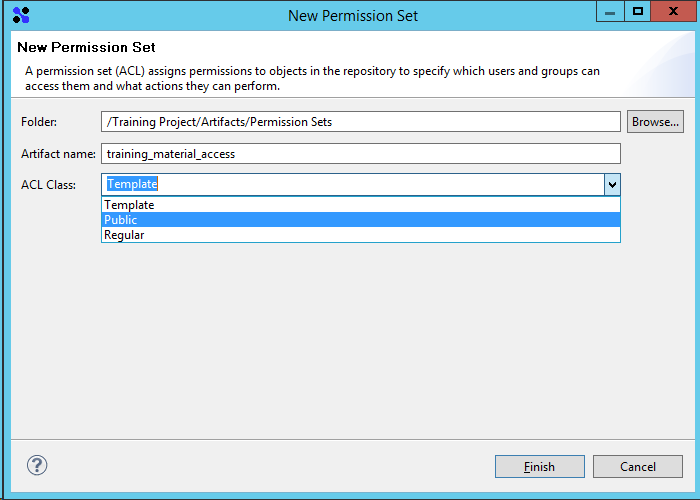 New Permission Set
New Permission Set
A permission set (ACL) assigns permissions to objects in the repository to specify which users and groups can
access them and what actions they can perform.
Folder: /Training Project/Artifacts/Permission Sets Browse...
Artifact name: training_material_access
ACL Class: Template
Template
Public
Regular
? Finish Cancel